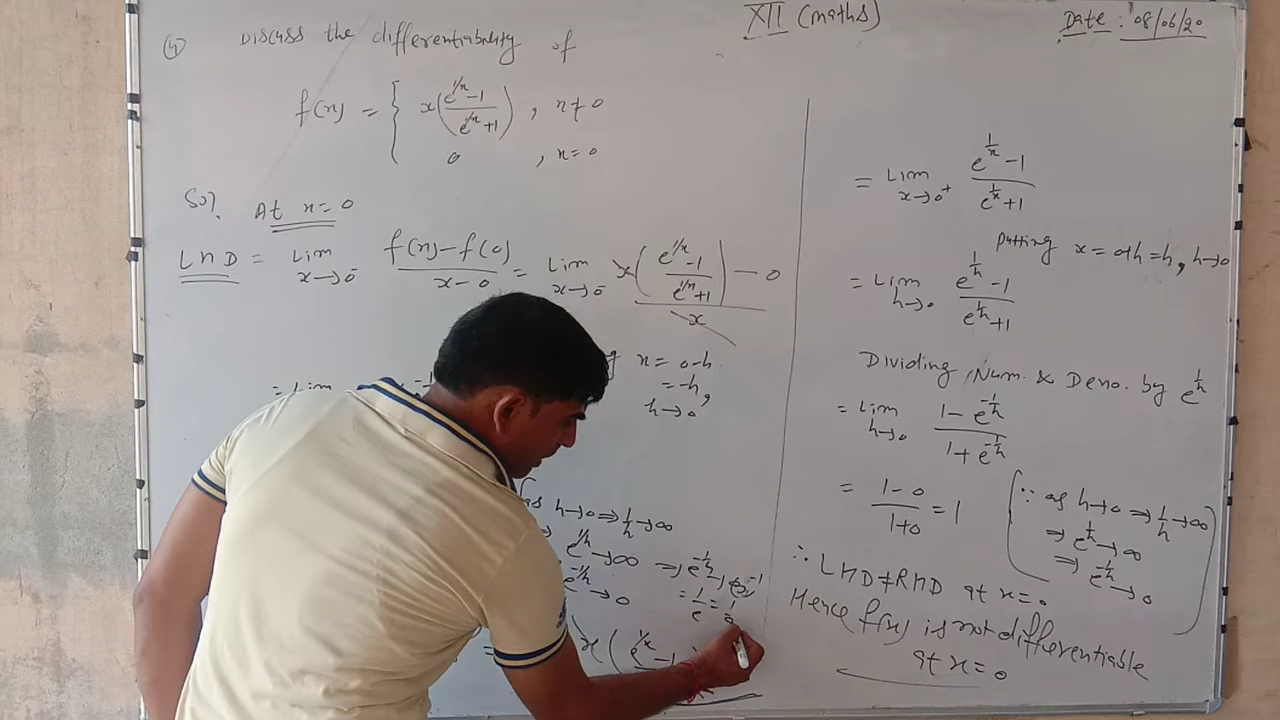 XII (maths)
Date : 08/06/20
(4) Discuss the differentiability of
f(x) = { x(e^1/x - 1 / e^1/x + 1) , x ≠ 0
0 , x = 0
Sol. At x = 0
LHD = Lim x→0⁻ f(x) - f(0) / x - 0 = Lim x→0⁻ x(e^1/x - 1 / e^1/x + 1) - 0 / x
x = 0-h
= Lim
= -h,
h→0
as h→0 ⇒ 1/h→∞
e^1/h→∞ ⇒ e^-1/h
e^-1/h→0
x(e^1/x - 1
= Lim x→0⁺ e^1/x - 1 / e^1/x + 1
Putting x = 0+h = h, h→0
= Lim h→0 e^1/h - 1 / e^1/h + 1
Dividing Num. & Deno. by e^1/h
= Lim h→0 1 - e^-1/h / 1 + e^-1/h
= 1-0 / 1+0 = 1
(∵ as h→0 ⇒ 1/h→∞
⇒ e^1/h→∞
⇒ e^-1/h→0)
∴ LHD ≠ RHD at x = 0
Hence f(x) is not differentiable
at x = 0